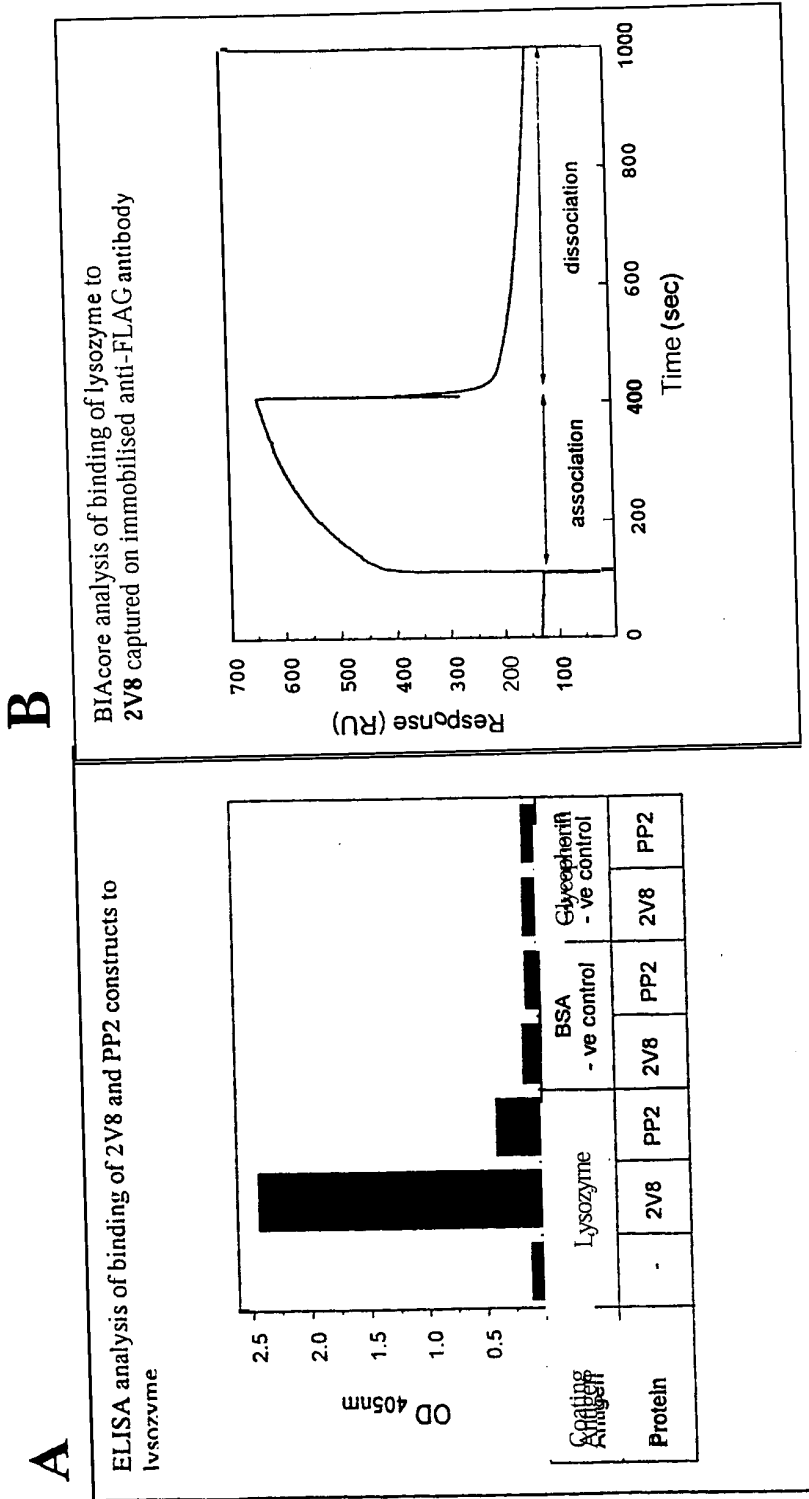 A
ELISA analysis of binding of 2V8 and PP2 constructs to
lysozyme
OD 405nm
2.5
2.0
1.5
1.0
0.5
Coating
Antigen
Lysozyme
BSA
- ve control
Glycophorin
- ve control
Protein
-
2V8
PP2
2V8
PP2
2V8
PP2
B
BIAcore analysis of binding of lysozyme to
2V8 captured on immobilised anti-FLAG antibody
Response (RU)
700
600
500
400
300
200
100
association
dissociation
0
200
400
600
800
1000
Time (sec)